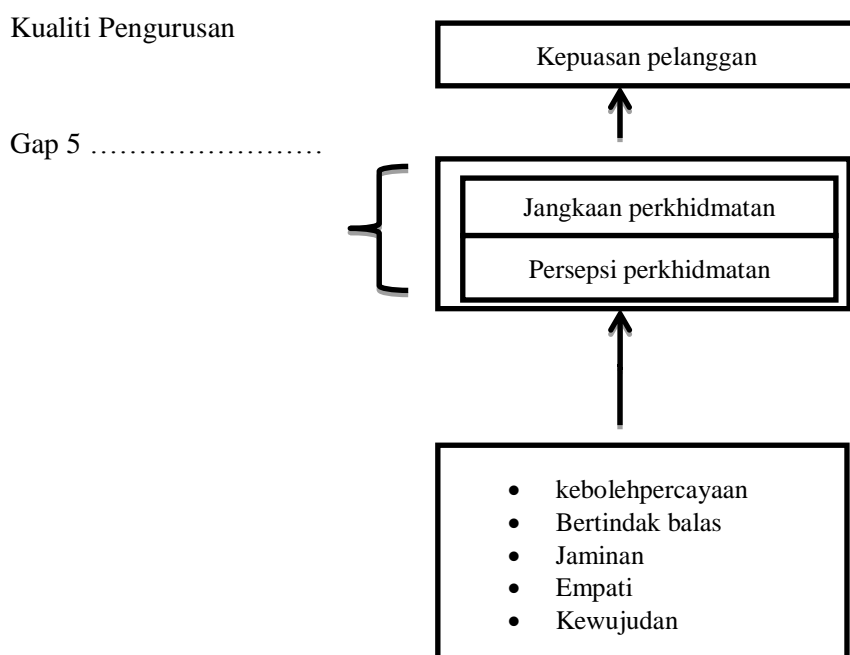 Kualiti Pengurusan
Kepuasan pelanggan
Gap 5 ……………………
Jangkaan perkhidmatan
Persepsi perkhidmatan
• kebolehpercayaan
• Bertindak balas
• Jaminan
• Empati
• Kewujudan